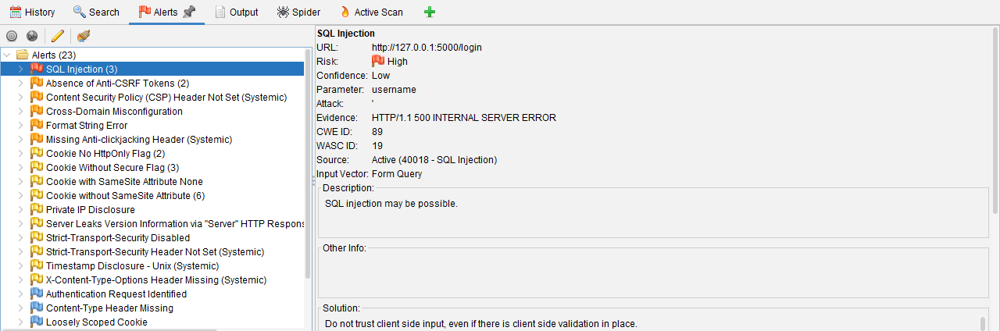 History Search Alerts Output Spider Active Scan
Alerts (23)
SQL Injection (3)
Absence of Anti-CSRF Tokens (2)
Content Security Policy (CSP) Header Not Set (Systemic)
Cross-Domain Misconfiguration
Format String Error
Missing Anti-clickjacking Header (Systemic)
Cookie No HttpOnly Flag (2)
Cookie Without Secure Flag (3)
Cookie with SameSite Attribute None
Cookie without SameSite Attribute (6)
Private IP Disclosure
Server Leaks Version Information via "Server" HTTP Respons
Strict-Transport-Security Disabled
Strict-Transport-Security Header Not Set (Systemic)
Timestamp Disclosure - Unix (Systemic)
X-Content-Type-Options Header Missing (Systemic)
Authentication Request Identified
Content-Type Header Missing
Loosely Scoped Cookie
SQL Injection
URL: http://127.0.0.1:5000/login
Risk: High
Confidence: Low
Parameter: username
Attack: '
Evidence: HTTP/1.1 500 INTERNAL SERVER ERROR
CWE ID: 89
WASC ID: 19
Source: Active (40018 - SQL Injection)
Input Vector: Form Query
Description:
SQL injection may be possible.
Other Info:
Solution:
Do not trust client side input, even if there is client side validation in place.